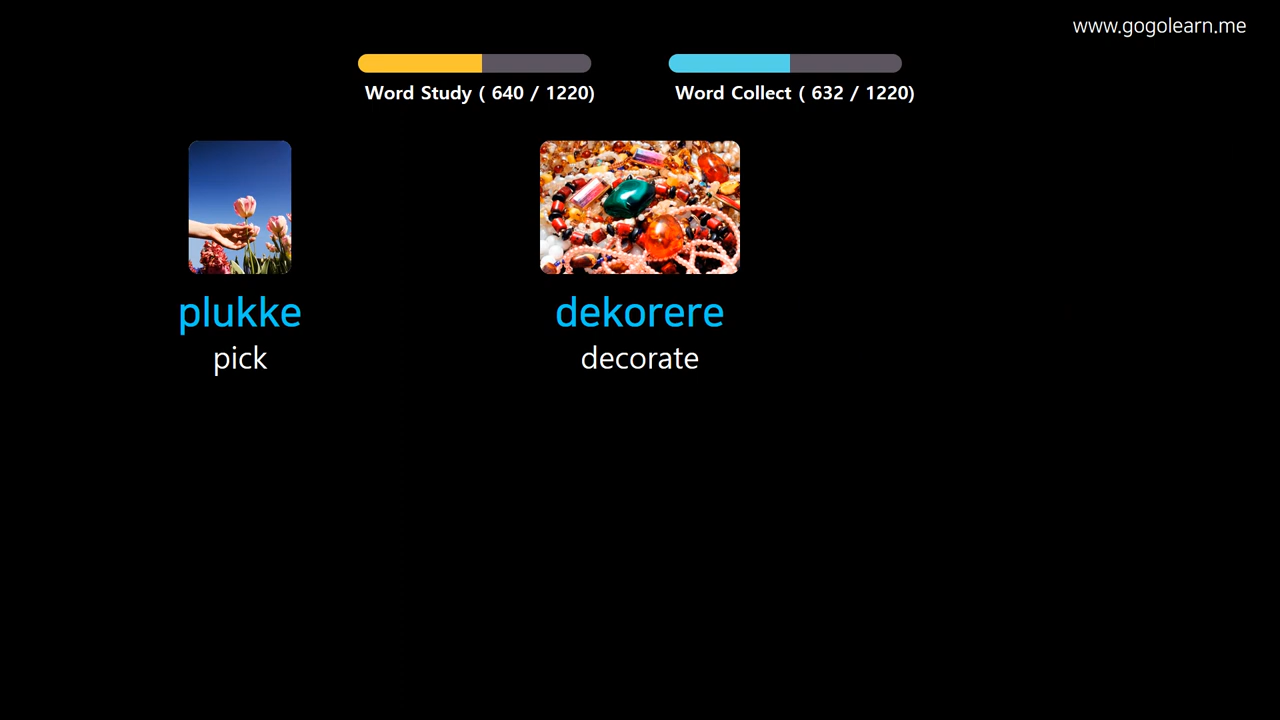 www.gogolearn.me
Word Study ( 640 / 1220)
Word Collect ( 632 / 1220)
plukke
pick
dekorere
decorate